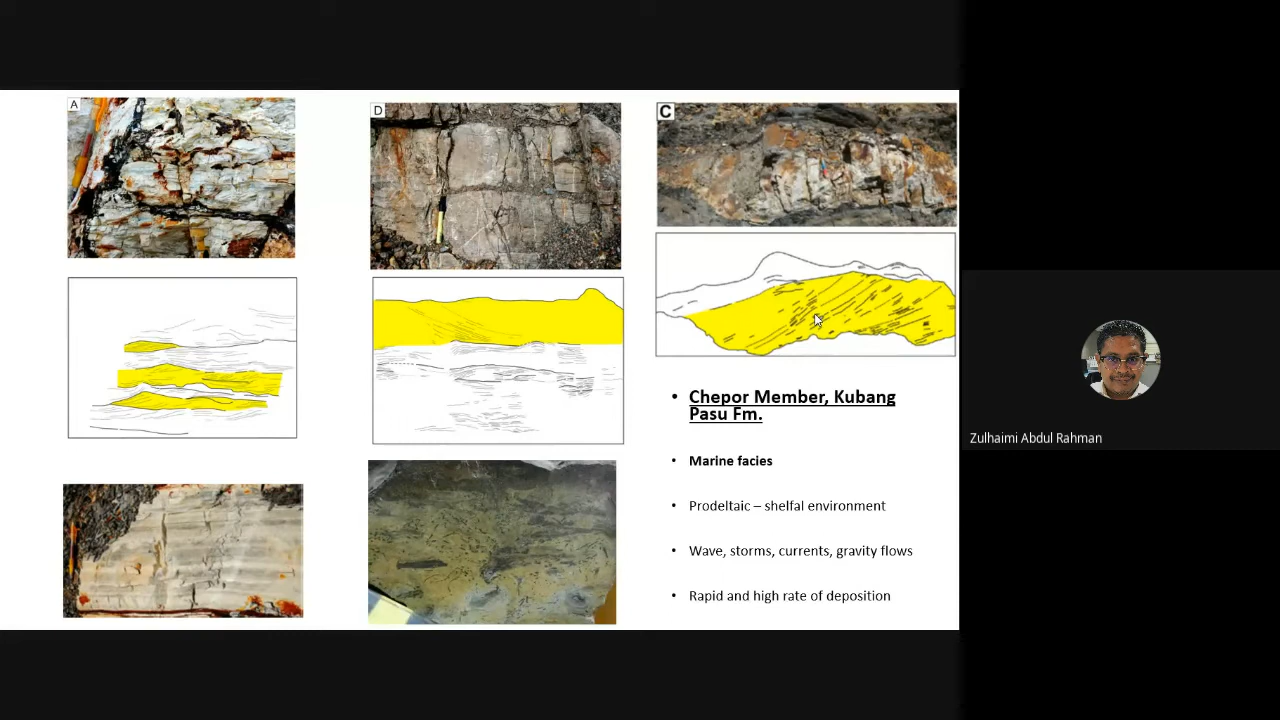 A
D
C
• Chepor Member, Kubang
Pasu Fm.
• Marine facies
• Prodeltaic – shelfal environment
• Wave, storms, currents, gravity flows
• Rapid and high rate of deposition
Zulhaimi Abdul Rahman